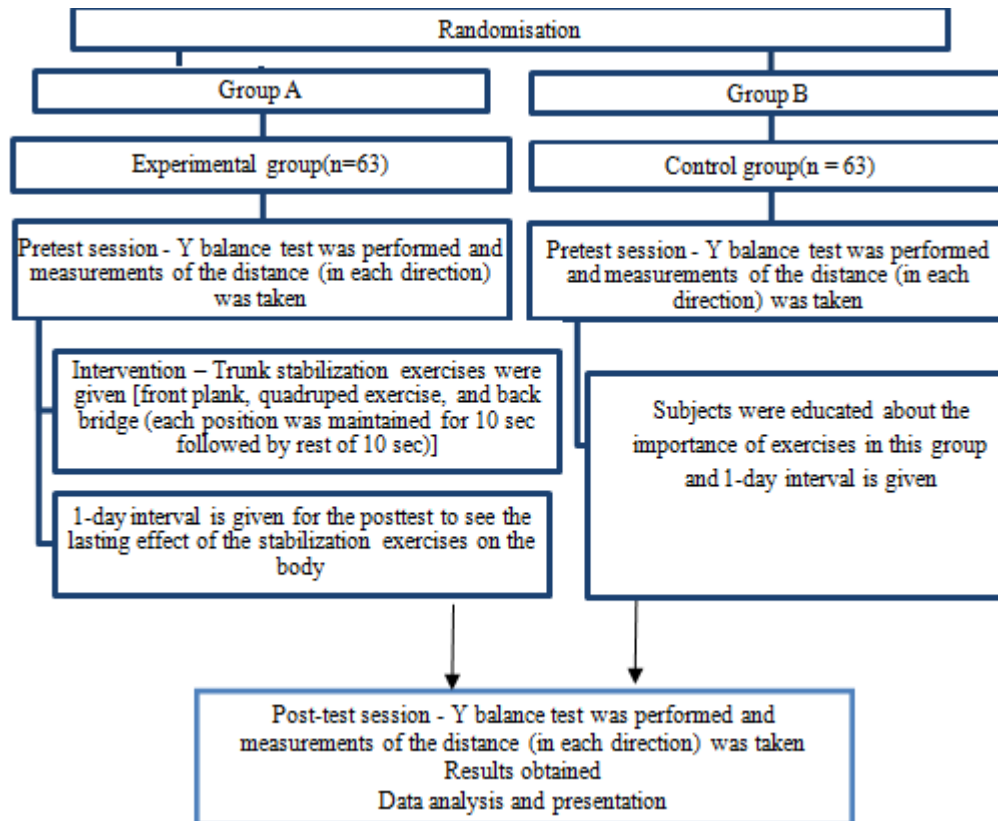 Randomisation
Group A
Group B
Experimental group(n=63)
Control group(n = 63)
Pretest session - Y balance test was performed and
measurements of the distance (in each direction)
was taken
Pretest session - Y balance test was performed
and measurements of the distance (in each
direction) was taken
Intervention – Trunk stabilization exercises were
given [front plank, quadruped exercise, and back
bridge (each position was maintained for 10 sec
followed by rest of 10 sec)]
Subjects were educated about the
importance of exercises in this group
and 1-day interval is given
1-day interval is given for the posttest to see the
lasting effect of the stabilization exercises on the
body
Post-test session - Y balance test was performed and
measurements of the distance (in each direction) was taken
Results obtained
Data analysis and presentation